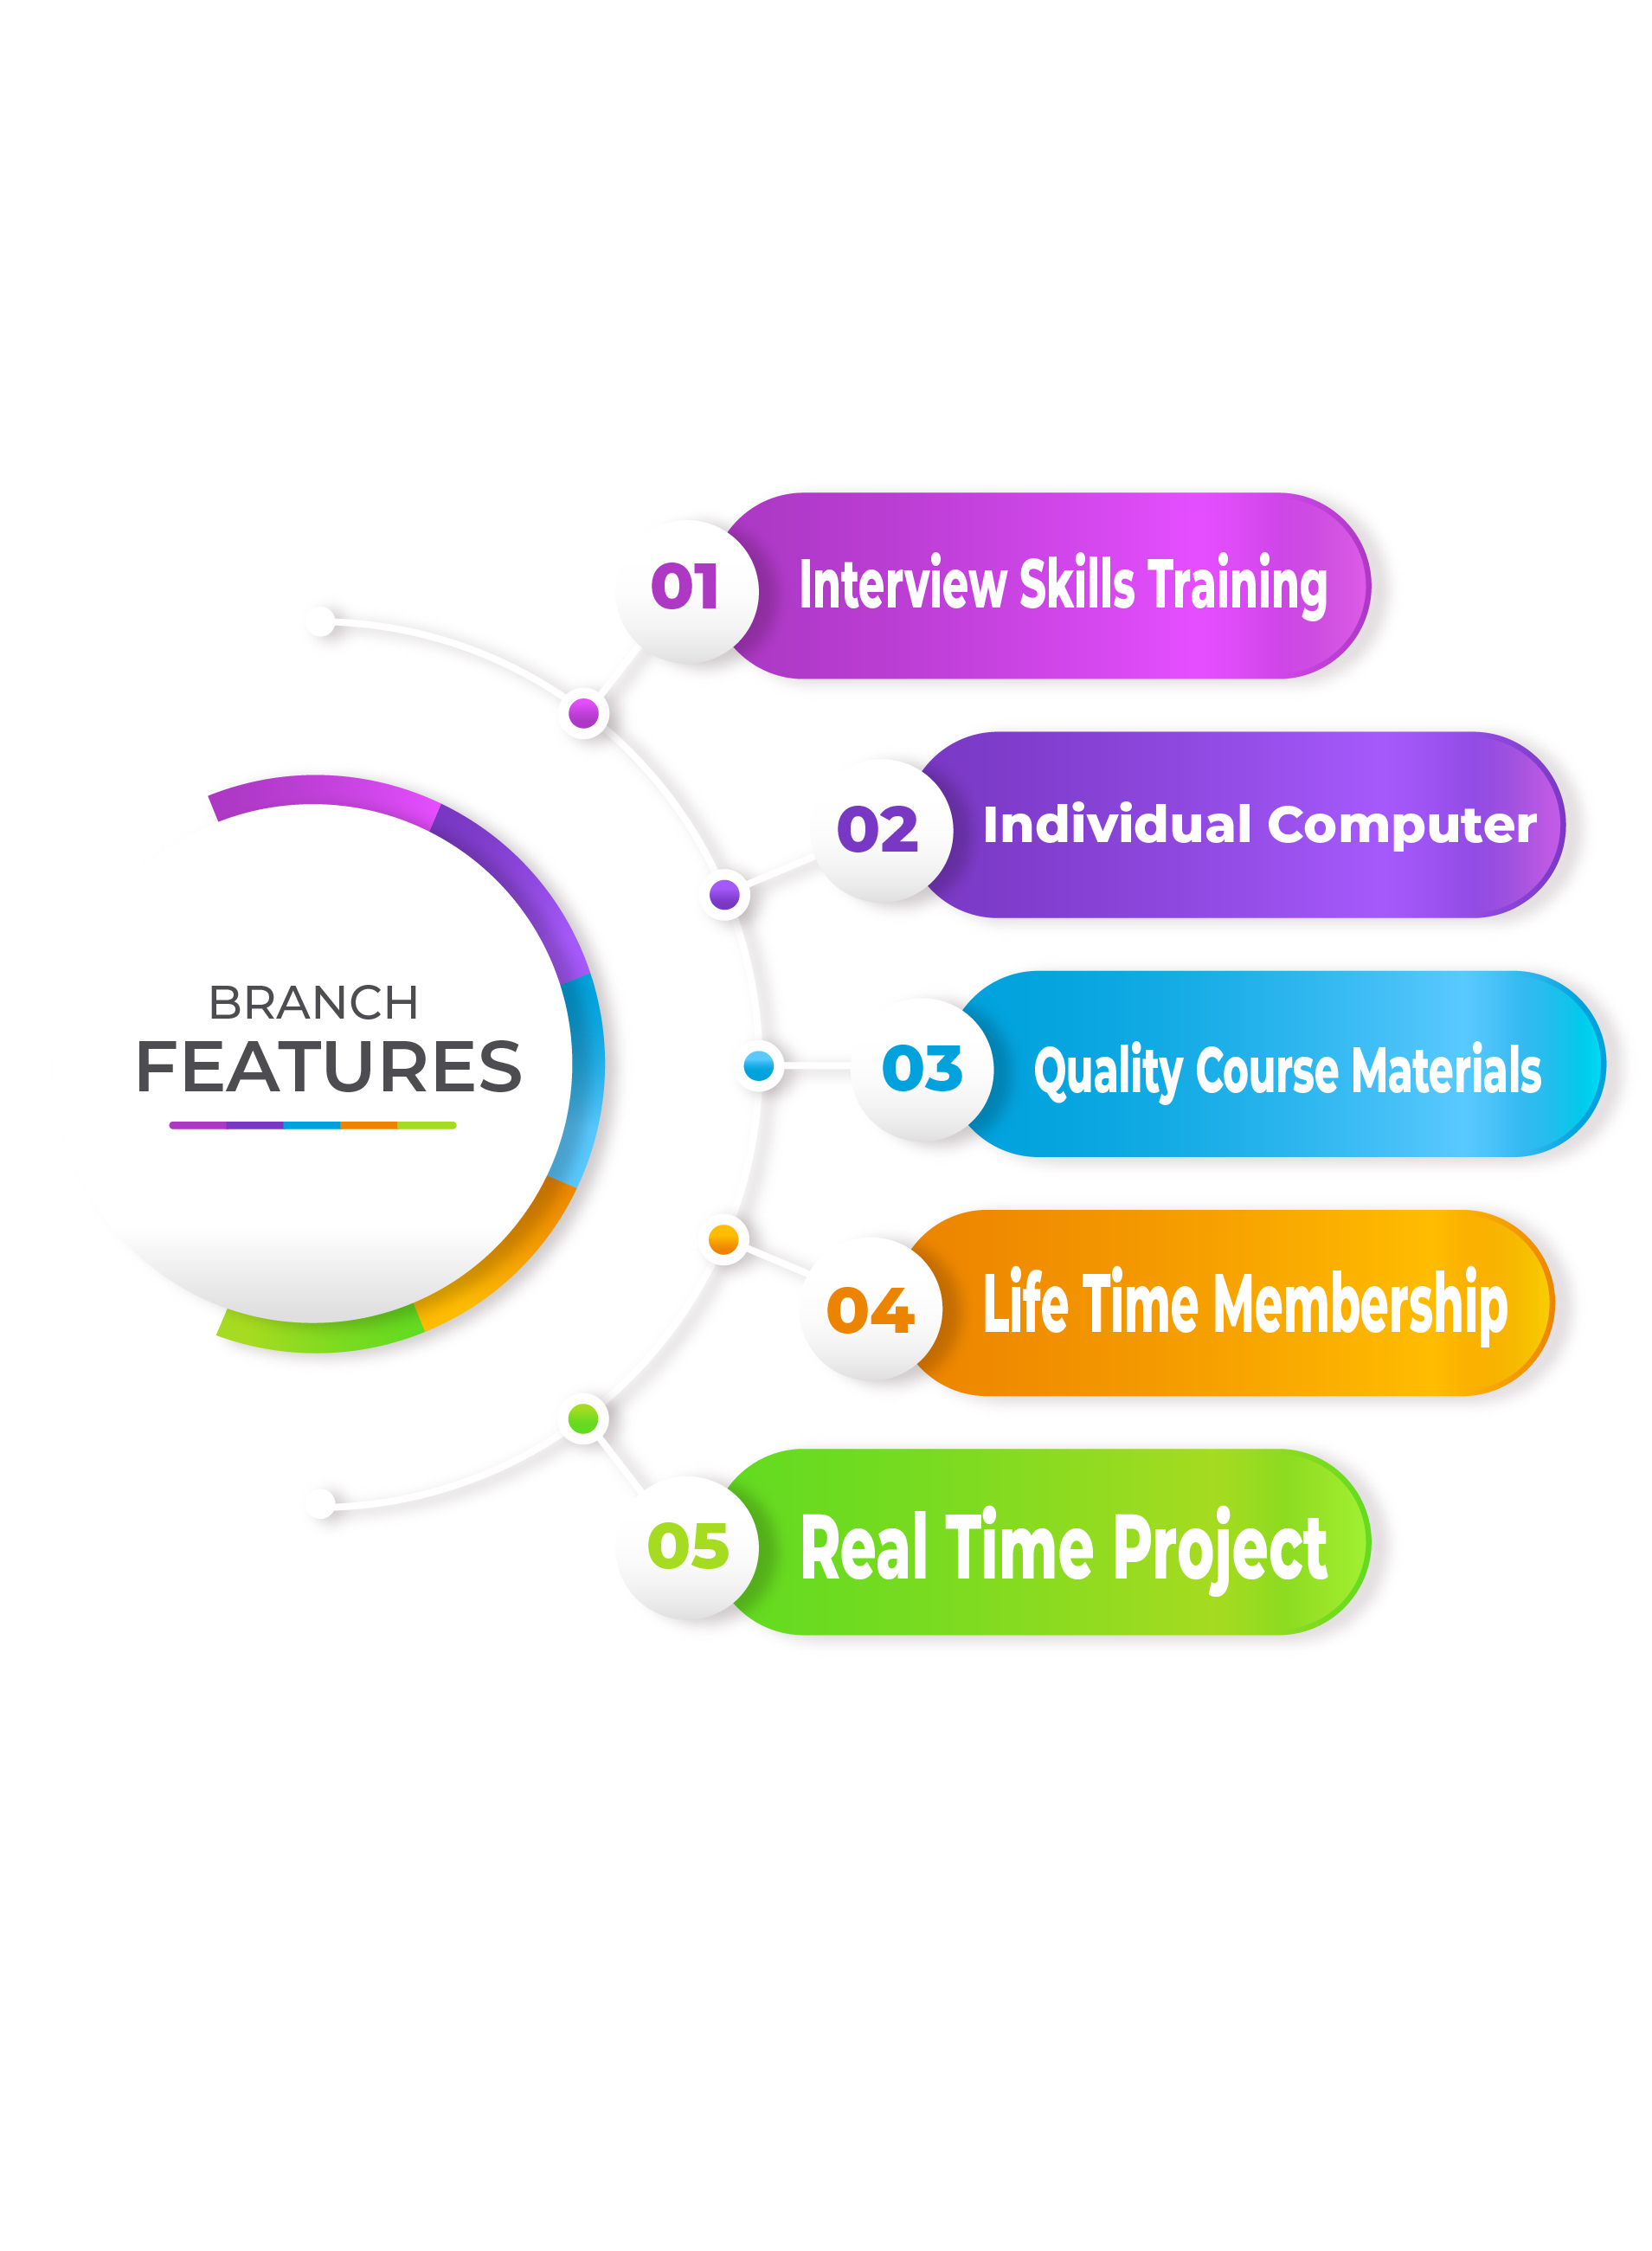 BRANCH
FEATURES
01 Interview Skills Training
02 Individual Computer
03 Quality Course Materials
04 Life Time Membership
05 Real Time Project